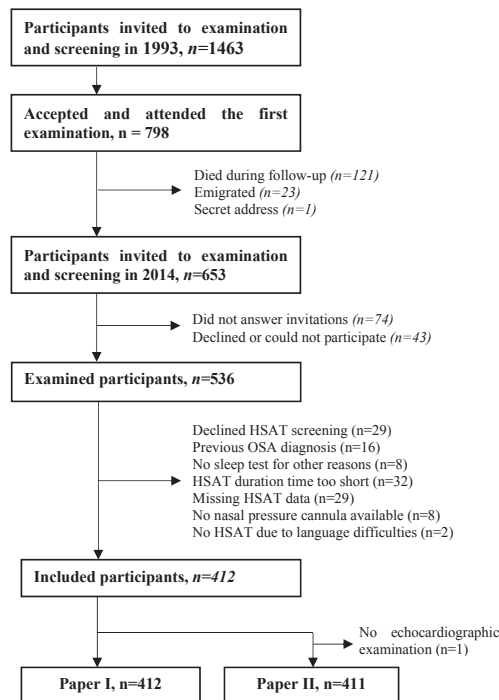 Participants invited to examination
and screening in 1993, n=1463
Accepted and attended the first
examination, n = 798
Died during follow-up (n=121)
Emigrated (n=23)
Secret address (n=1)
Participants invited to examination
and screening in 2014, n=653
Did not answer invitations (n=74)
Declined or could not participate (n=43)
Examined participants, n=536
Declined HSAT screening (n=29)
Previous OSA diagnosis (n=16)
No sleep test for other reasons (n=8)
HSAT duration time too short (n=32)
Missing HSAT data (n=29)
No nasal pressure cannula available (n=8)
No HSAT due to language difficulties (n=2)
Included participants, n=412
No echocardiographic
examination (n=1)
Paper I, n=412
Paper II, n=411